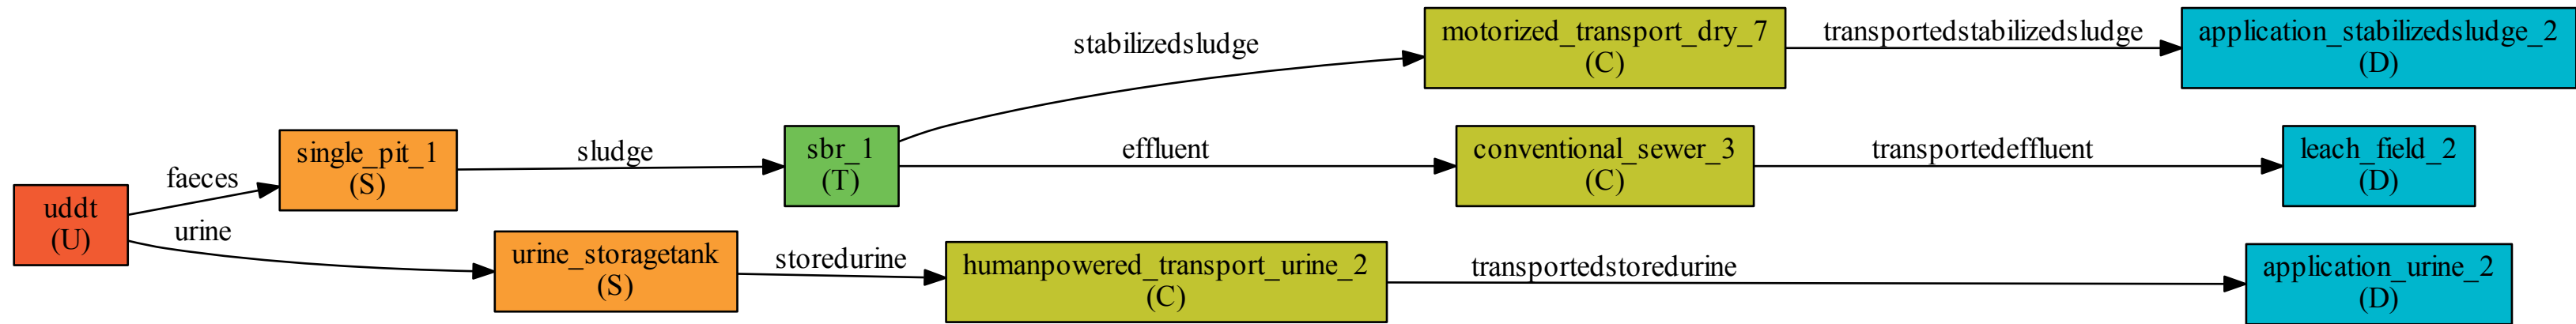 uddt
(U)
faeces
urine
single_pit_1
(S)
sludge
urine_storagetank
(S)
storedurine
sbr_1
(T)
stabilizedsludge
effluent
humanpowered_transport_urine_2
(C)
transportedstoredurine
motorized_transport_dry_7
(C)
transportedstabilizedsludge
conventional_sewer_3
(C)
transportedeffluent
application_stabilizedsludge_2
(D)
leach_field_2
(D)
application_urine_2
(D)